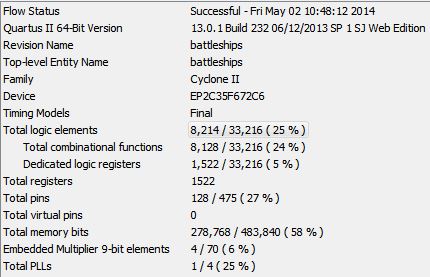 Flow Status Successful - Fri May 02 10:48:12 2014
Quartus II 64-Bit Version 13.0.1 Build 232 06/12/2013 SP 1 SJ Web Edition
Revision Name battleships
Top-level Entity Name battleships
Family Cyclone II
Device EP2C35F672C6
Timing Models Final
Total logic elements 8,214 / 33,216 ( 25 % )
Total combinational functions 8,128 / 33,216 ( 24 % )
Dedicated logic registers 1,522 / 33,216 ( 5 % )
Total registers 1522
Total pins 128 / 475 ( 27 % )
Total virtual pins 0
Total memory bits 278,768 / 483,840 ( 58 % )
Embedded Multiplier 9-bit elements 4 / 70 ( 6 % )
Total PLLs 1 / 4 ( 25 % )